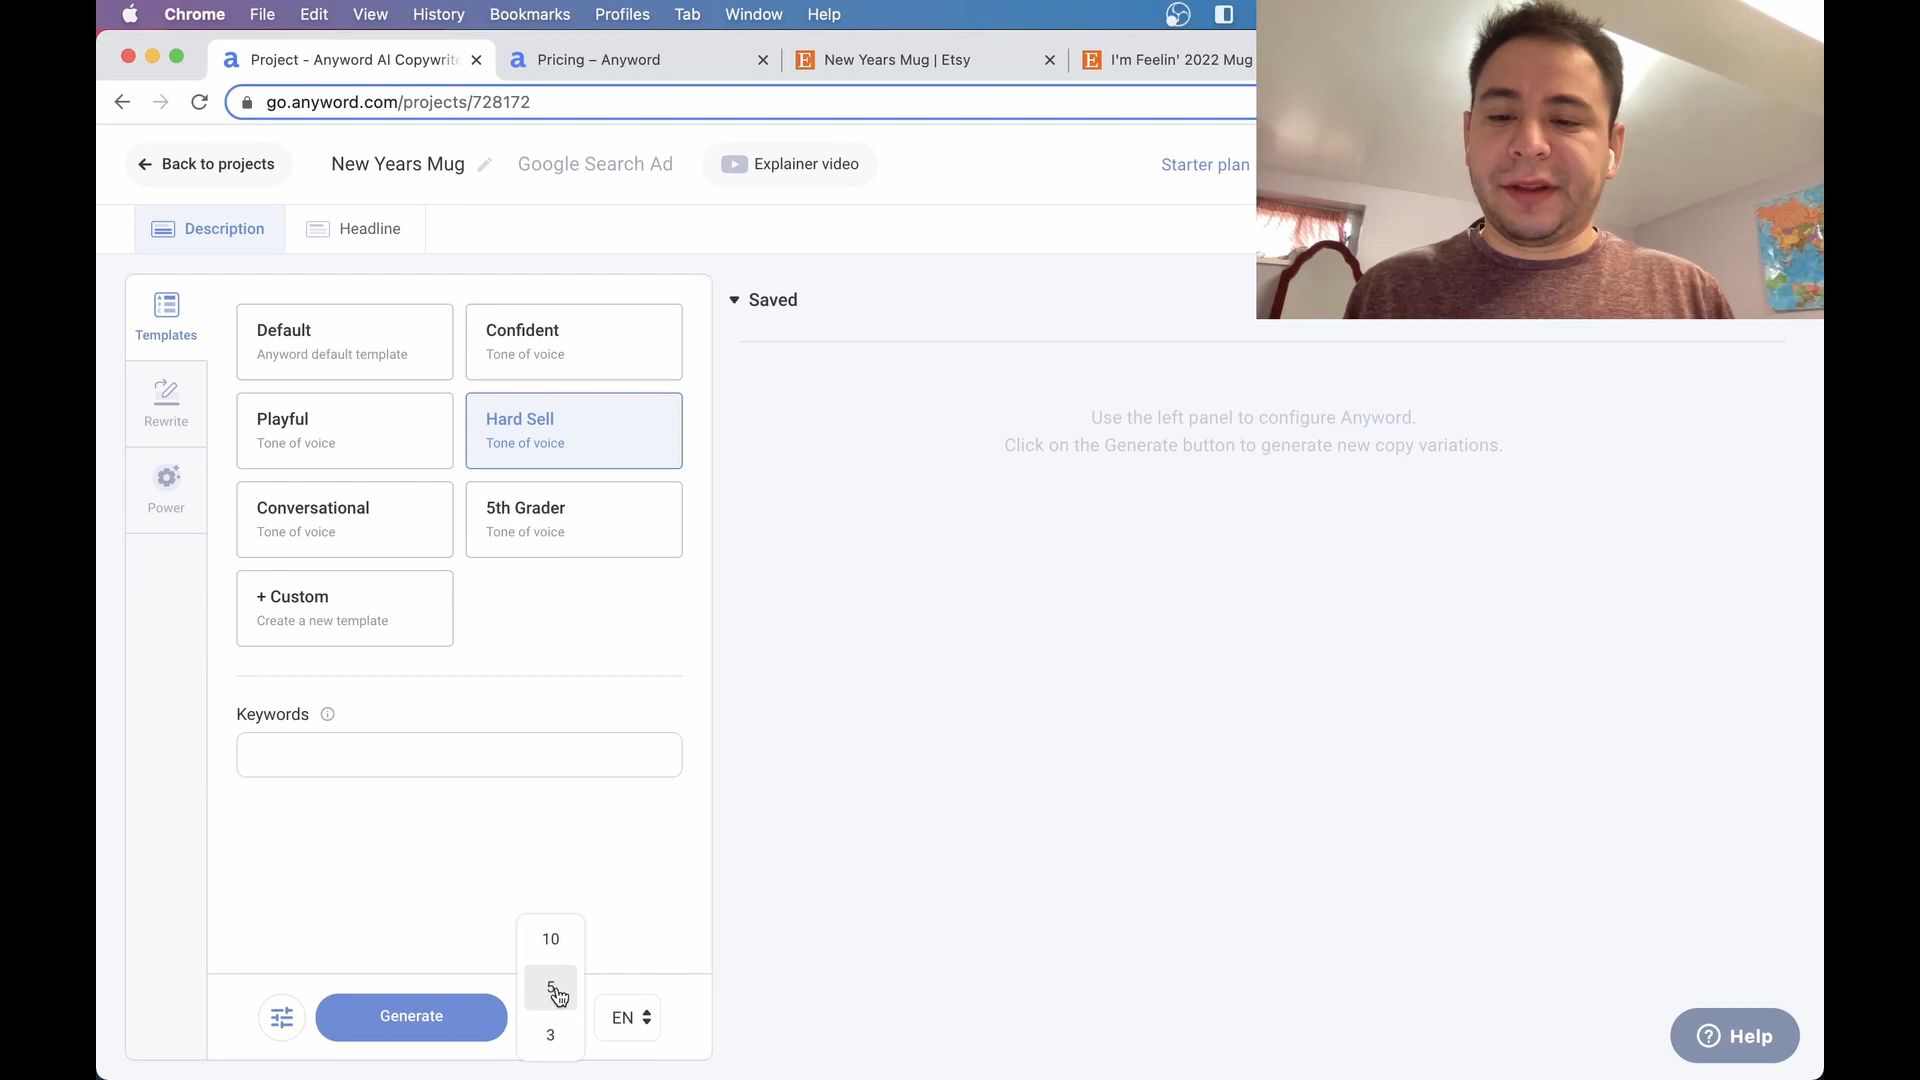 Chrome File Edit View History Bookmarks Profiles Tab Window Help
Project - Anyword AI Copywrite
Pricing – Anyword
New Years Mug | Etsy
I'm Feelin' 2022 Mug
go.anyword.com/projects/728172
Back to projects
New Years Mug
Google Search Ad
Explainer video
Starter plan
Description
Headline
Templates
Rewrite
Power
Default
Anyword default template
Confident
Tone of voice
Playful
Tone of voice
Hard Sell
Tone of voice
Conversational
Tone of voice
5th Grader
Tone of voice
+ Custom
Create a new template
Keywords
10
5
3
Generate
EN
Saved
Use the left panel to configure Anyword.
Click on the Generate button to generate new copy variations.
Help